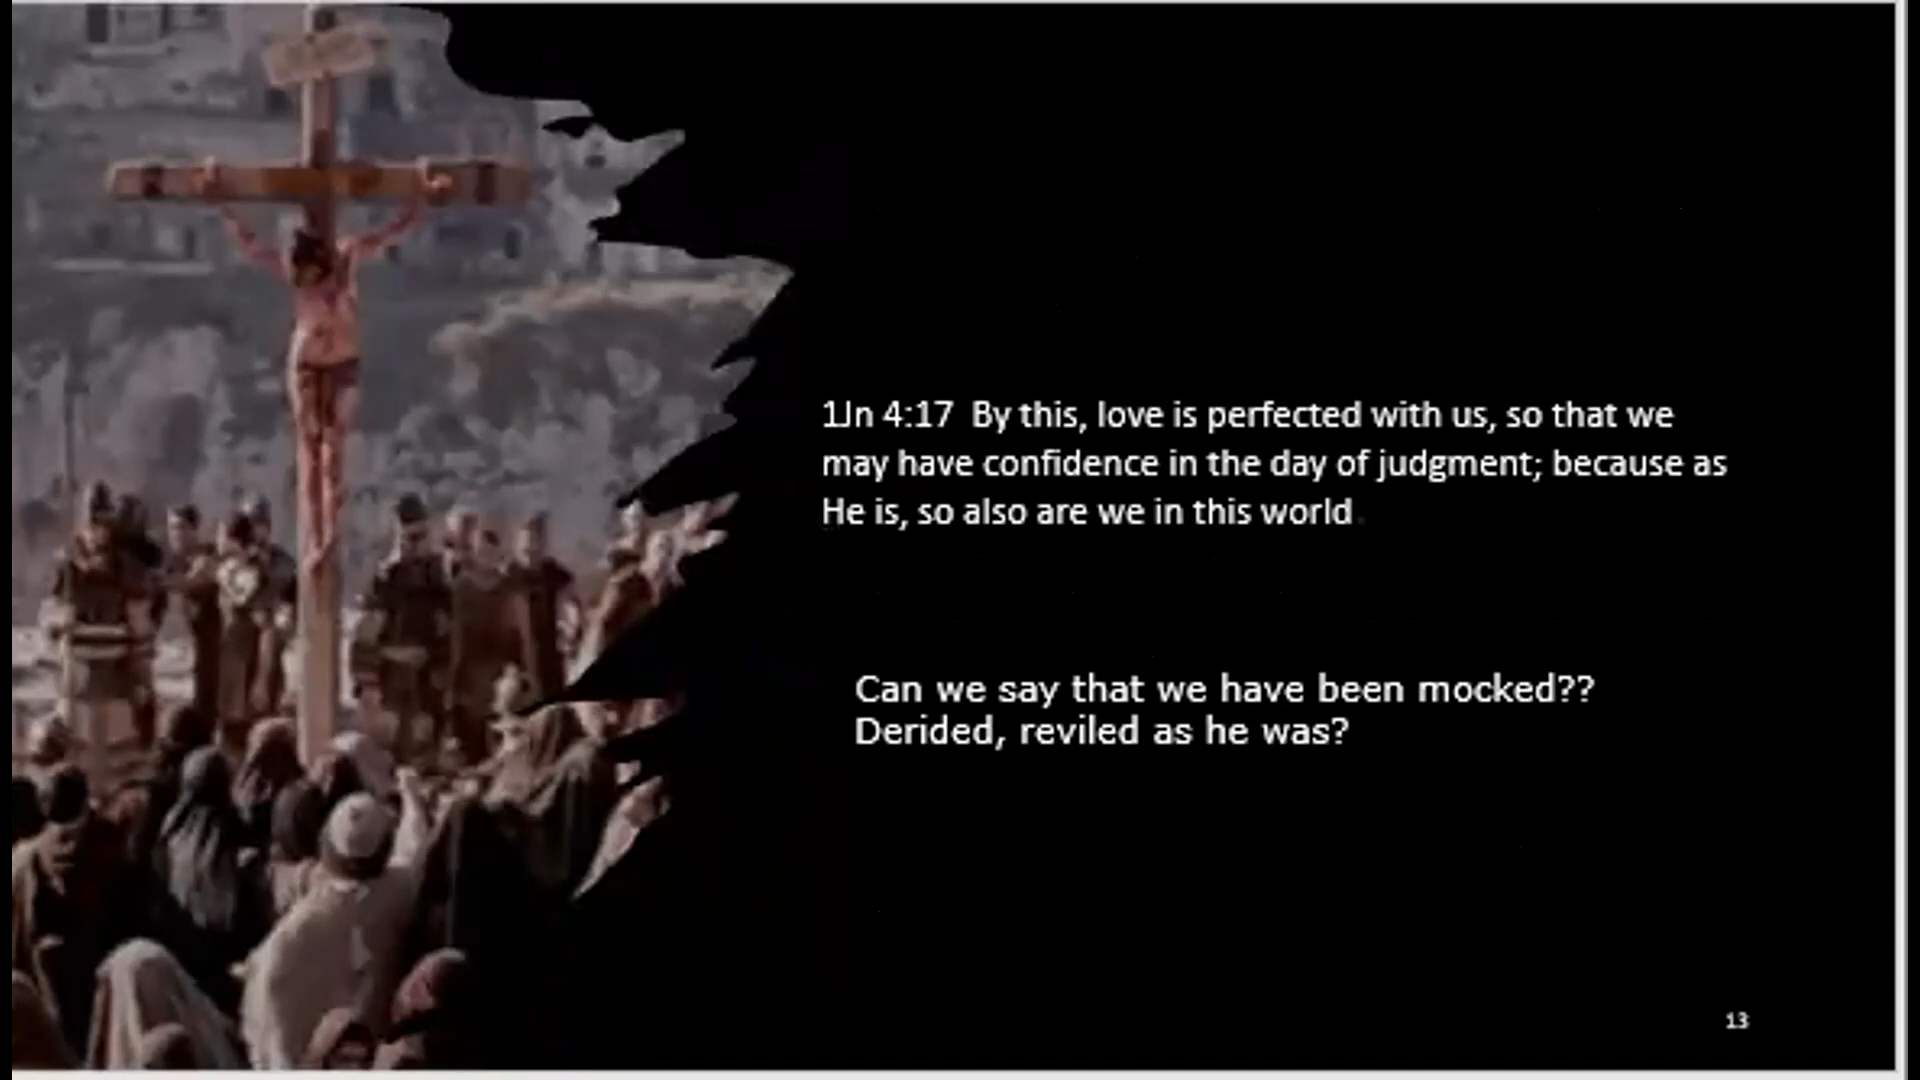 1Jn 4:17 By this, love is perfected with us, so that we
may have confidence in the day of judgment; because as
He is, so also are we in this world.
Can we say that we have been mocked??
Derided, reviled as he was?
13